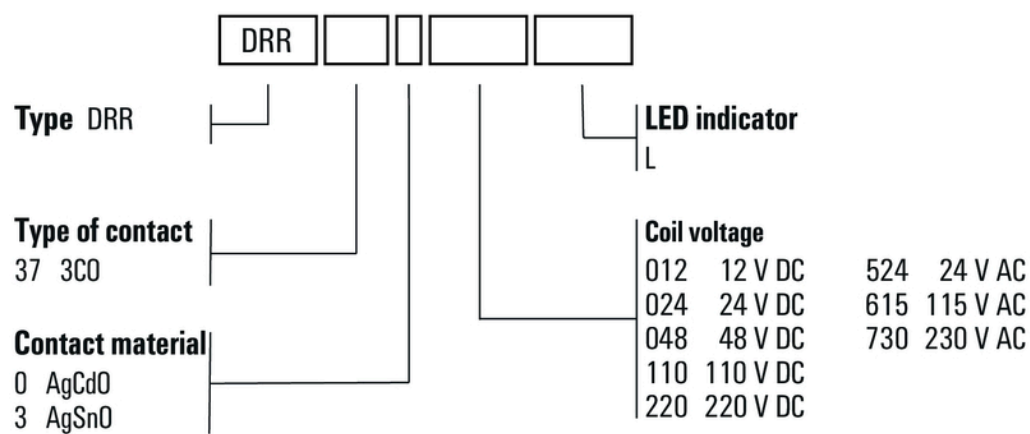 DRR
Type DRR
Type of contact
37 3CO
Contact material
0 AgCdO
3 AgSnO
LED indicator
L
Coil voltage
012 12 V DC 524 24 V AC
024 24 V DC 615 115 V AC
048 48 V DC 730 230 V AC
110 110 V DC
220 220 V DC